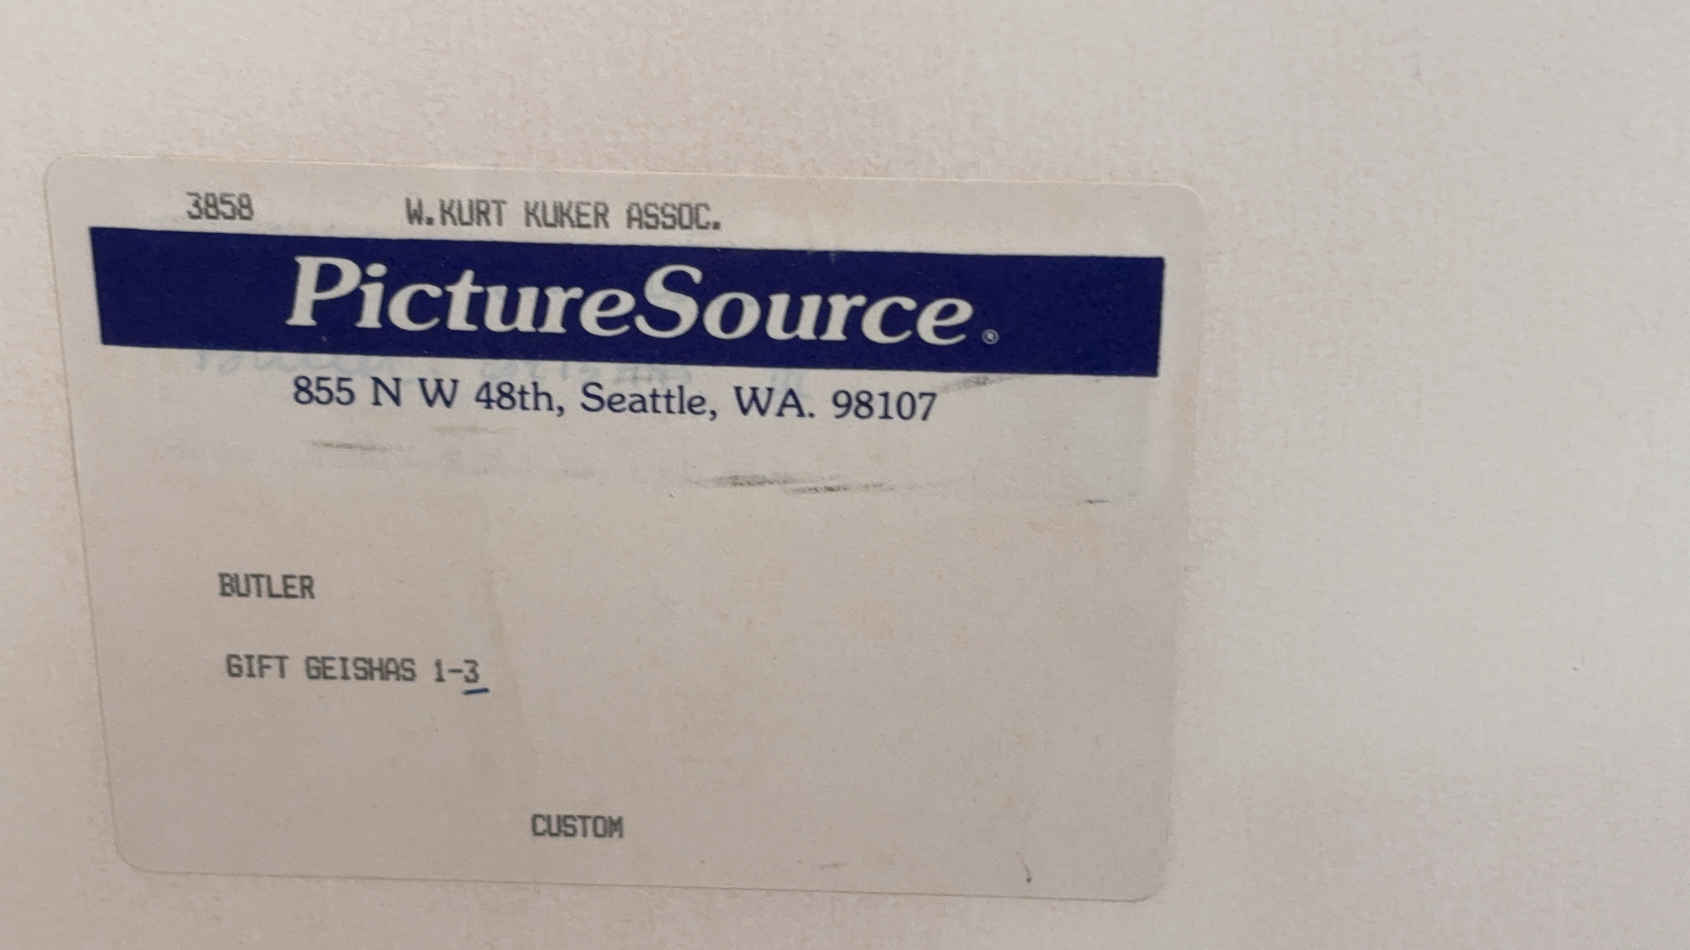 3858 W.KURT KUKER ASSOC.
PictureSource®
855 N W 48th, Seattle, WA. 98107
BUTLER
GIFT GEISHAS 1-3
CUSTOM